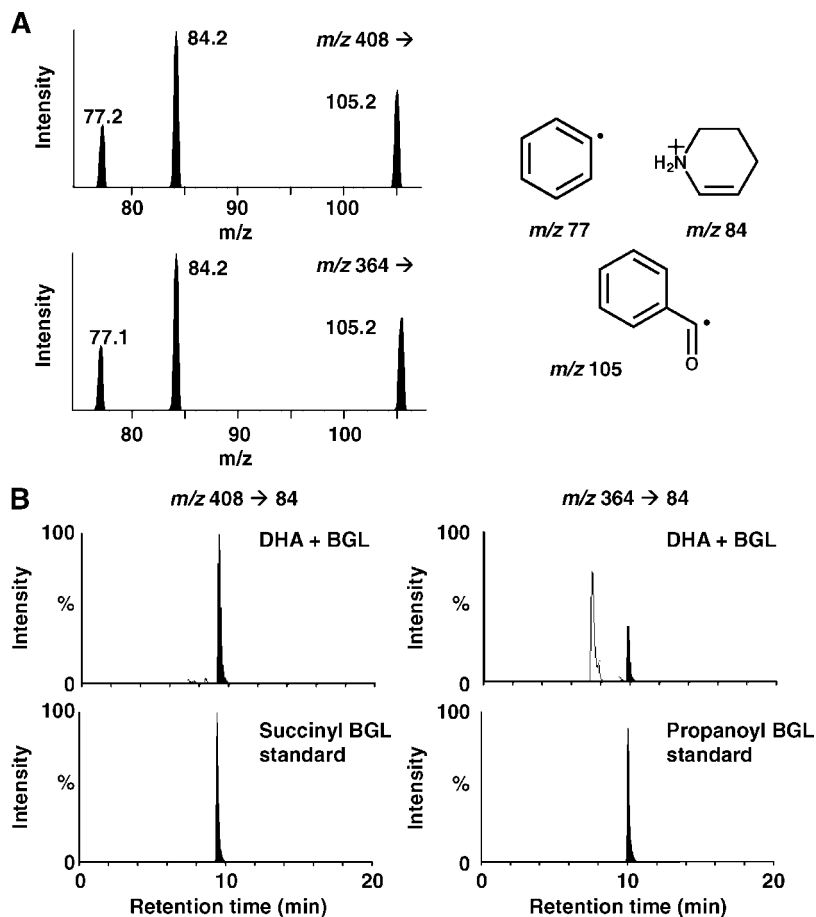 A
Intensity
77.2
84.2
m/z 408 →
105.2
80
90
100
m/z
Intensity
77.1
84.2
m/z 364 →
105.2
80
90
100
m/z
•
H₂N
+
m/z 77
m/z 84
•
O
m/z 105
B
m/z 408 → 84
Intensity
100
%
0
DHA + BGL
Intensity
100
%
0
Succinyl BGL
standard
0
10
20
Retention time (min)
m/z 364 → 84
Intensity
100
%
0
DHA + BGL
Intensity
100
%
0
Propanoyl BGL
standard
0
10
20
Retention time (min)